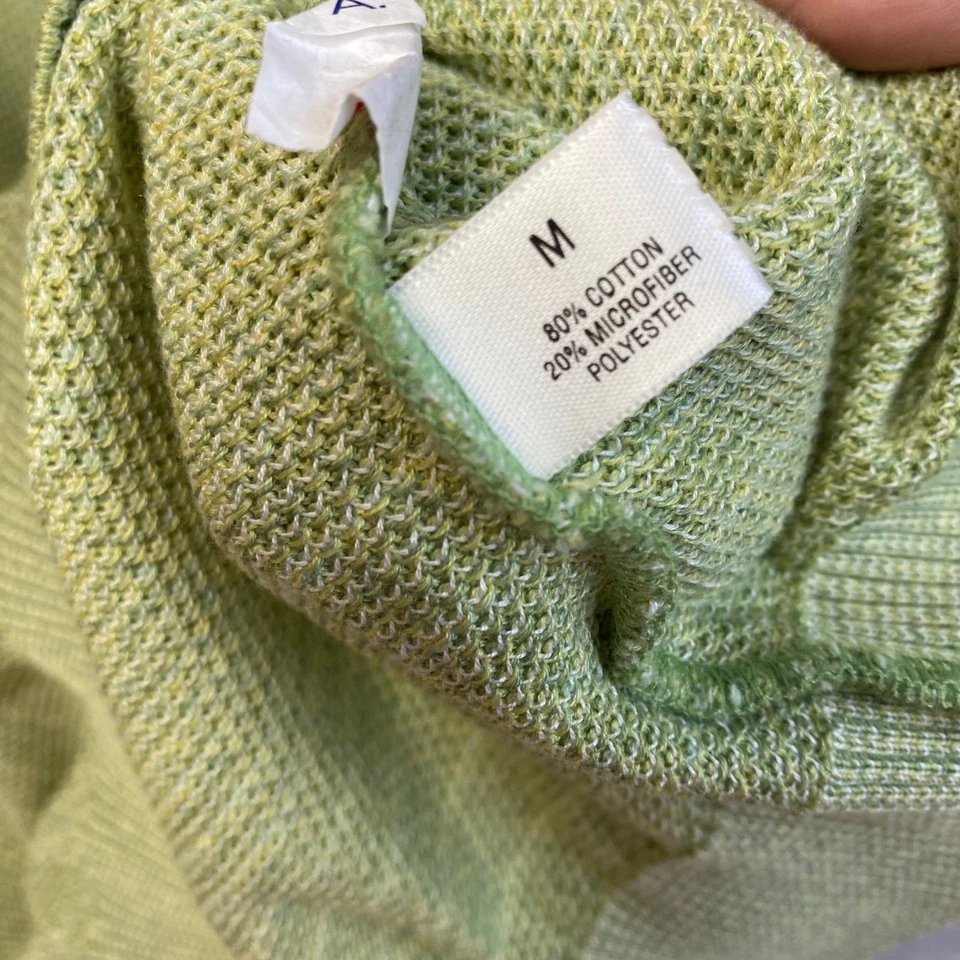 A.
M
80% COTTON
20% MICROFIBER
POLYESTER